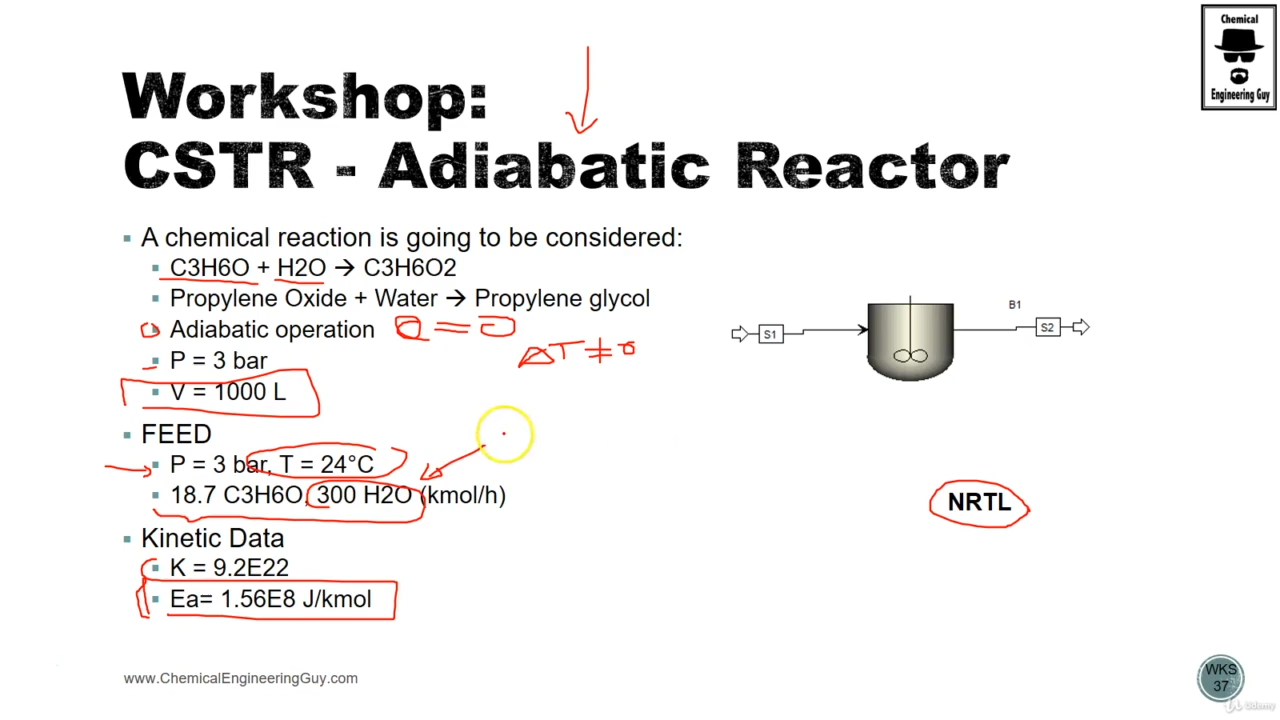 Chemical
Engineering Guy
Workshop:
CSTR - Adiabatic Reactor
▪ A chemical reaction is going to be considered:
▪ C3H6O + H2O → C3H6O2
▪ Propylene Oxide + Water → Propylene glycol
▪ Adiabatic operation Q = 0
ΔT ≠ 0
▪ P = 3 bar
▪ V = 1000 L
B1
S1
S2
▪ FEED
▪ P = 3 bar, T = 24°C
▪ 18.7 C3H6O, 300 H2O (kmol/h)
NRTL
▪ Kinetic Data
▪ K = 9.2E22
▪ Ea= 1.56E8 J/kmol
www.ChemicalEngineeringGuy.com
WKS
37
Udemy